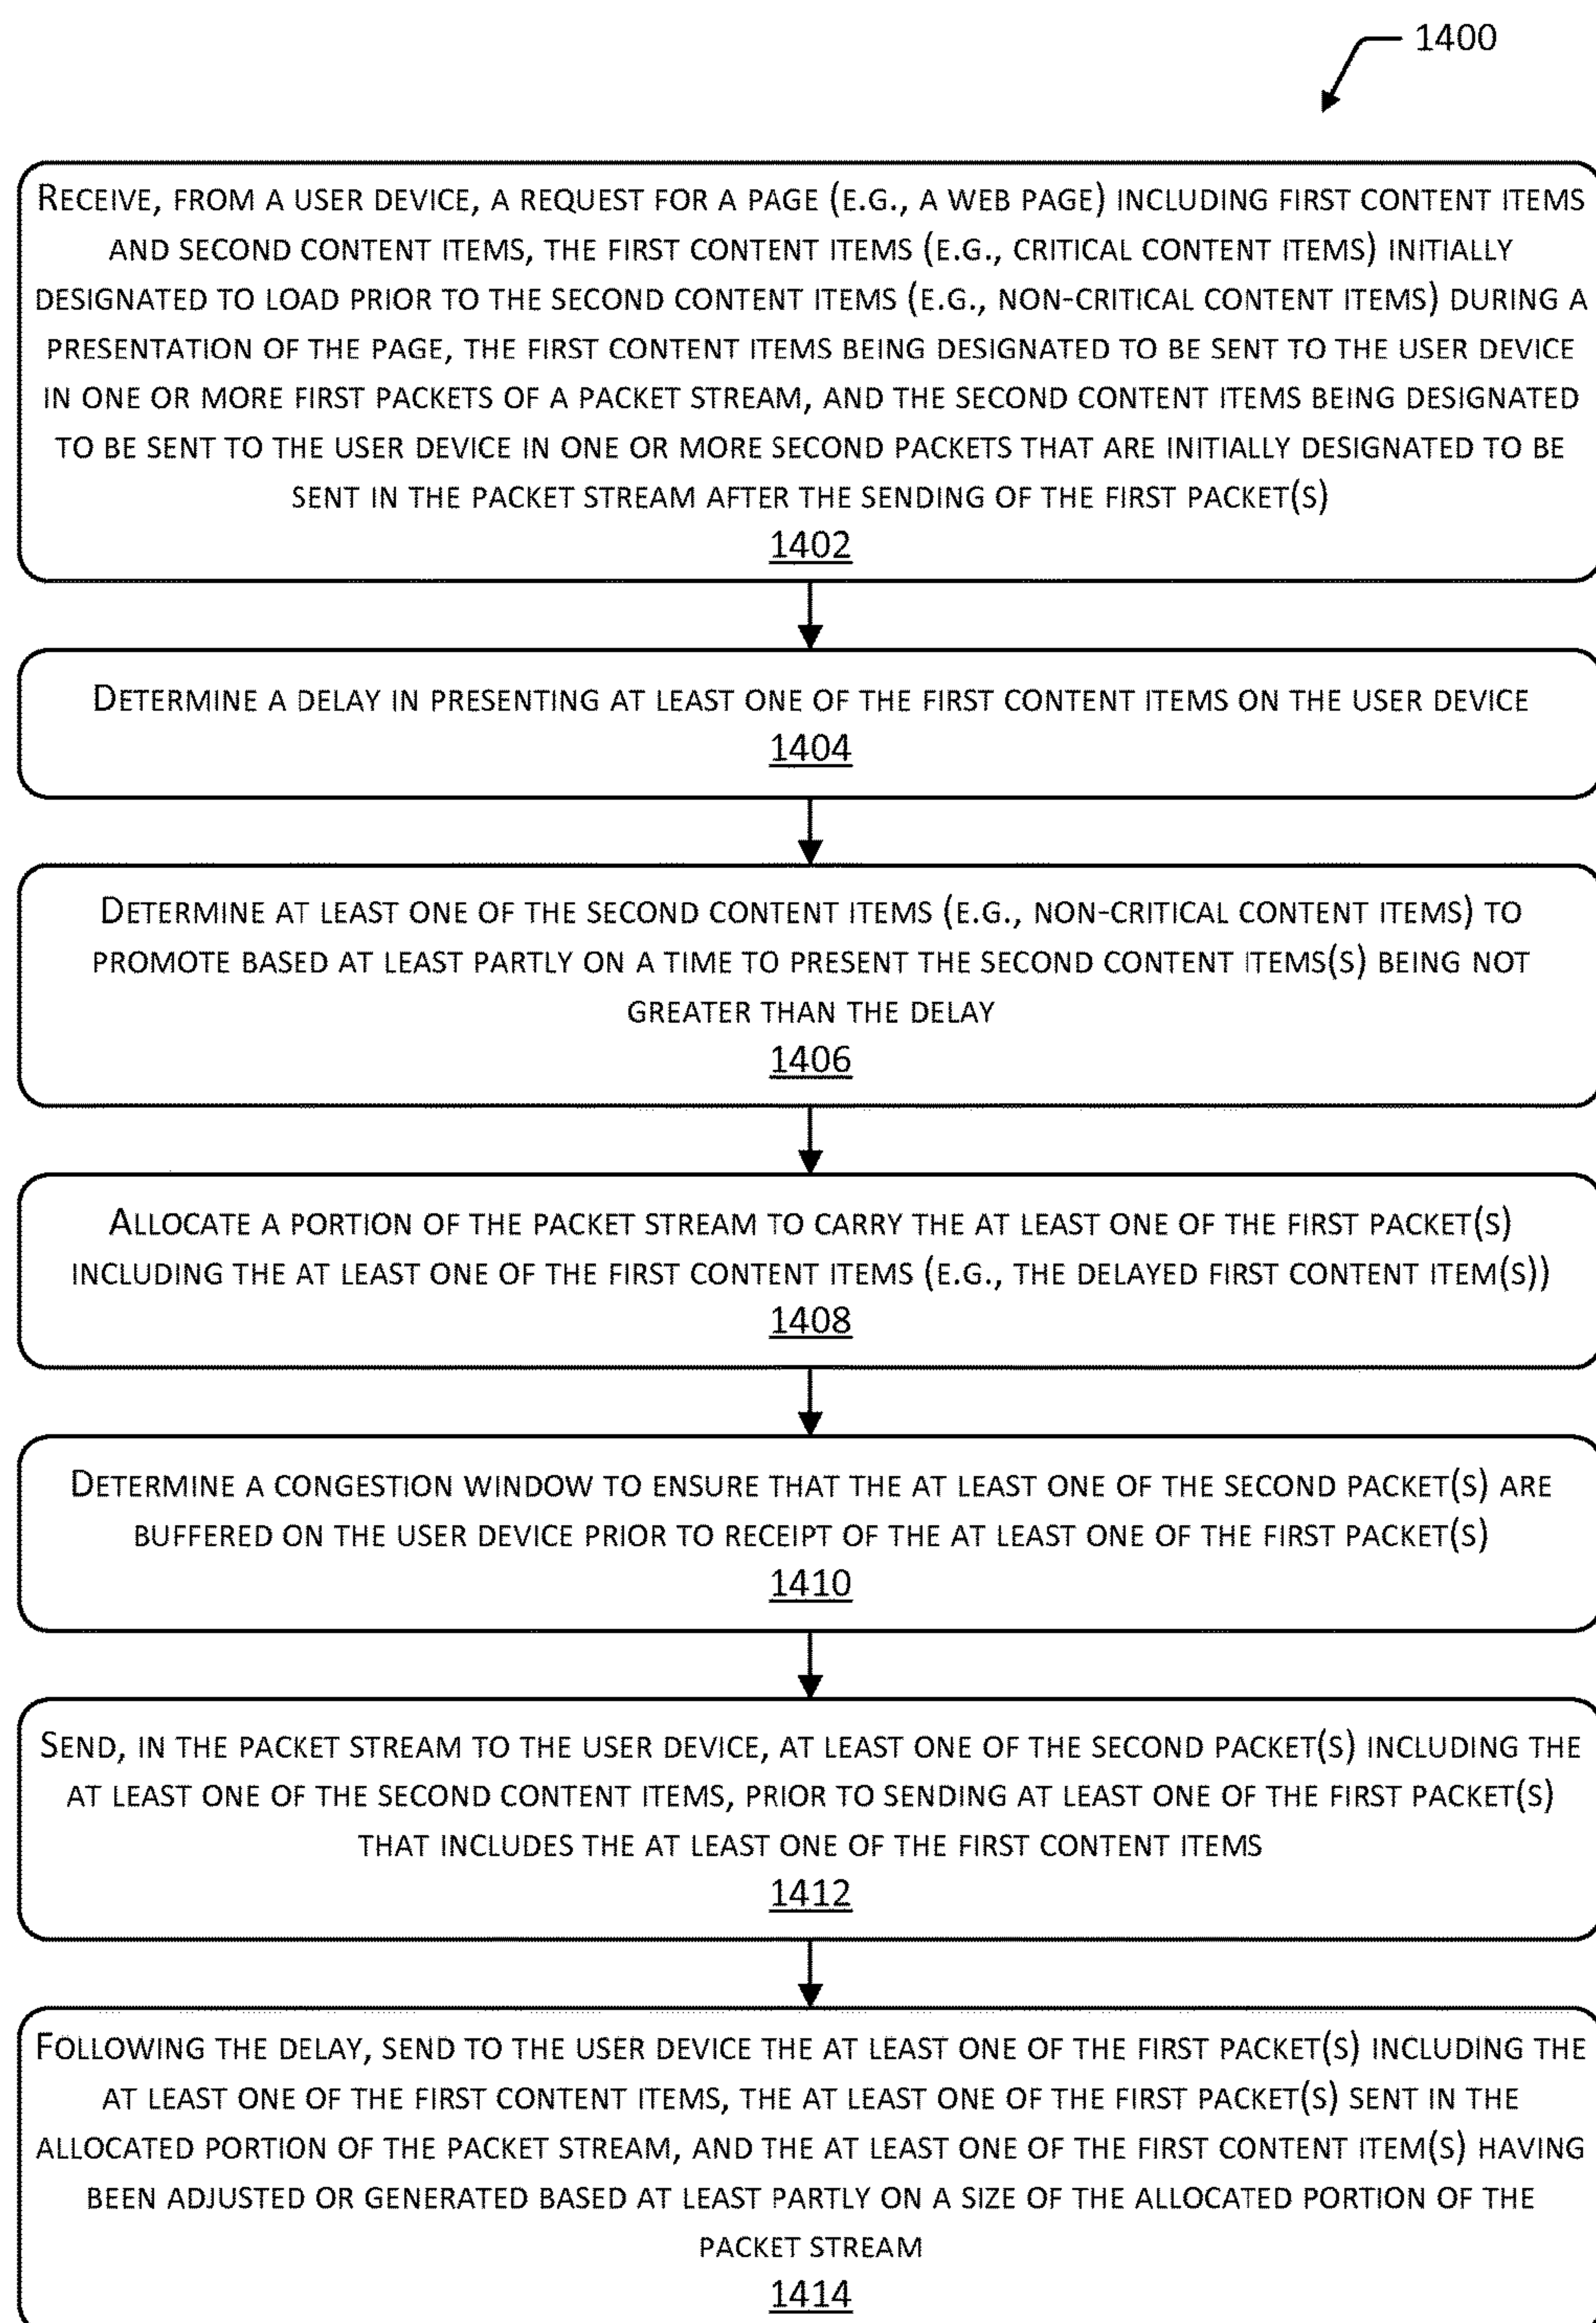 1400
RECEIVE, FROM A USER DEVICE, A REQUEST FOR A PAGE (E.G., A WEB PAGE) INCLUDING FIRST CONTENT ITEMS
AND SECOND CONTENT ITEMS, THE FIRST CONTENT ITEMS (E.G., CRITICAL CONTENT ITEMS) INITIALLY
DESIGNATED TO LOAD PRIOR TO THE SECOND CONTENT ITEMS (E.G., NON-CRITICAL CONTENT ITEMS) DURING A
PRESENTATION OF THE PAGE, THE FIRST CONTENT ITEMS BEING DESIGNATED TO BE SENT TO THE USER DEVICE
IN ONE OR MORE FIRST PACKETS OF A PACKET STREAM, AND THE SECOND CONTENT ITEMS BEING DESIGNATED
TO BE SENT TO THE USER DEVICE IN ONE OR MORE SECOND PACKETS THAT ARE INITIALLY DESIGNATED TO BE
SENT IN THE PACKET STREAM AFTER THE SENDING OF THE FIRST PACKET(S)
1402
DETERMINE A DELAY IN PRESENTING AT LEAST ONE OF THE FIRST CONTENT ITEMS ON THE USER DEVICE
1404
DETERMINE AT LEAST ONE OF THE SECOND CONTENT ITEMS (E.G., NON-CRITICAL CONTENT ITEMS) TO
PROMOTE BASED AT LEAST PARTLY ON A TIME TO PRESENT THE SECOND CONTENT ITEMS(S) BEING NOT
GREATER THAN THE DELAY
1406
ALLOCATE A PORTION OF THE PACKET STREAM TO CARRY THE AT LEAST ONE OF THE FIRST PACKET(S)
INCLUDING THE AT LEAST ONE OF THE FIRST CONTENT ITEMS (E.G., THE DELAYED FIRST CONTENT ITEM(S))
1408
DETERMINE A CONGESTION WINDOW TO ENSURE THAT THE AT LEAST ONE OF THE SECOND PACKET(S) ARE
BUFFERED ON THE USER DEVICE PRIOR TO RECEIPT OF THE AT LEAST ONE OF THE FIRST PACKET(S)
1410
SEND, IN THE PACKET STREAM TO THE USER DEVICE, AT LEAST ONE OF THE SECOND PACKET(S) INCLUDING THE
AT LEAST ONE OF THE SECOND CONTENT ITEMS, PRIOR TO SENDING AT LEAST ONE OF THE FIRST PACKET(S)
THAT INCLUDES THE AT LEAST ONE OF THE FIRST CONTENT ITEMS
1412
FOLLOWING THE DELAY, SEND TO THE USER DEVICE THE AT LEAST ONE OF THE FIRST PACKET(S) INCLUDING THE
AT LEAST ONE OF THE FIRST CONTENT ITEMS, THE AT LEAST ONE OF THE FIRST PACKET(S) SENT IN THE
ALLOCATED PORTION OF THE PACKET STREAM, AND THE AT LEAST ONE OF THE FIRST CONTENT ITEM(S) HAVING
BEEN ADJUSTED OR GENERATED BASED AT LEAST PARTLY ON A SIZE OF THE ALLOCATED PORTION OF THE
PACKET STREAM
1414